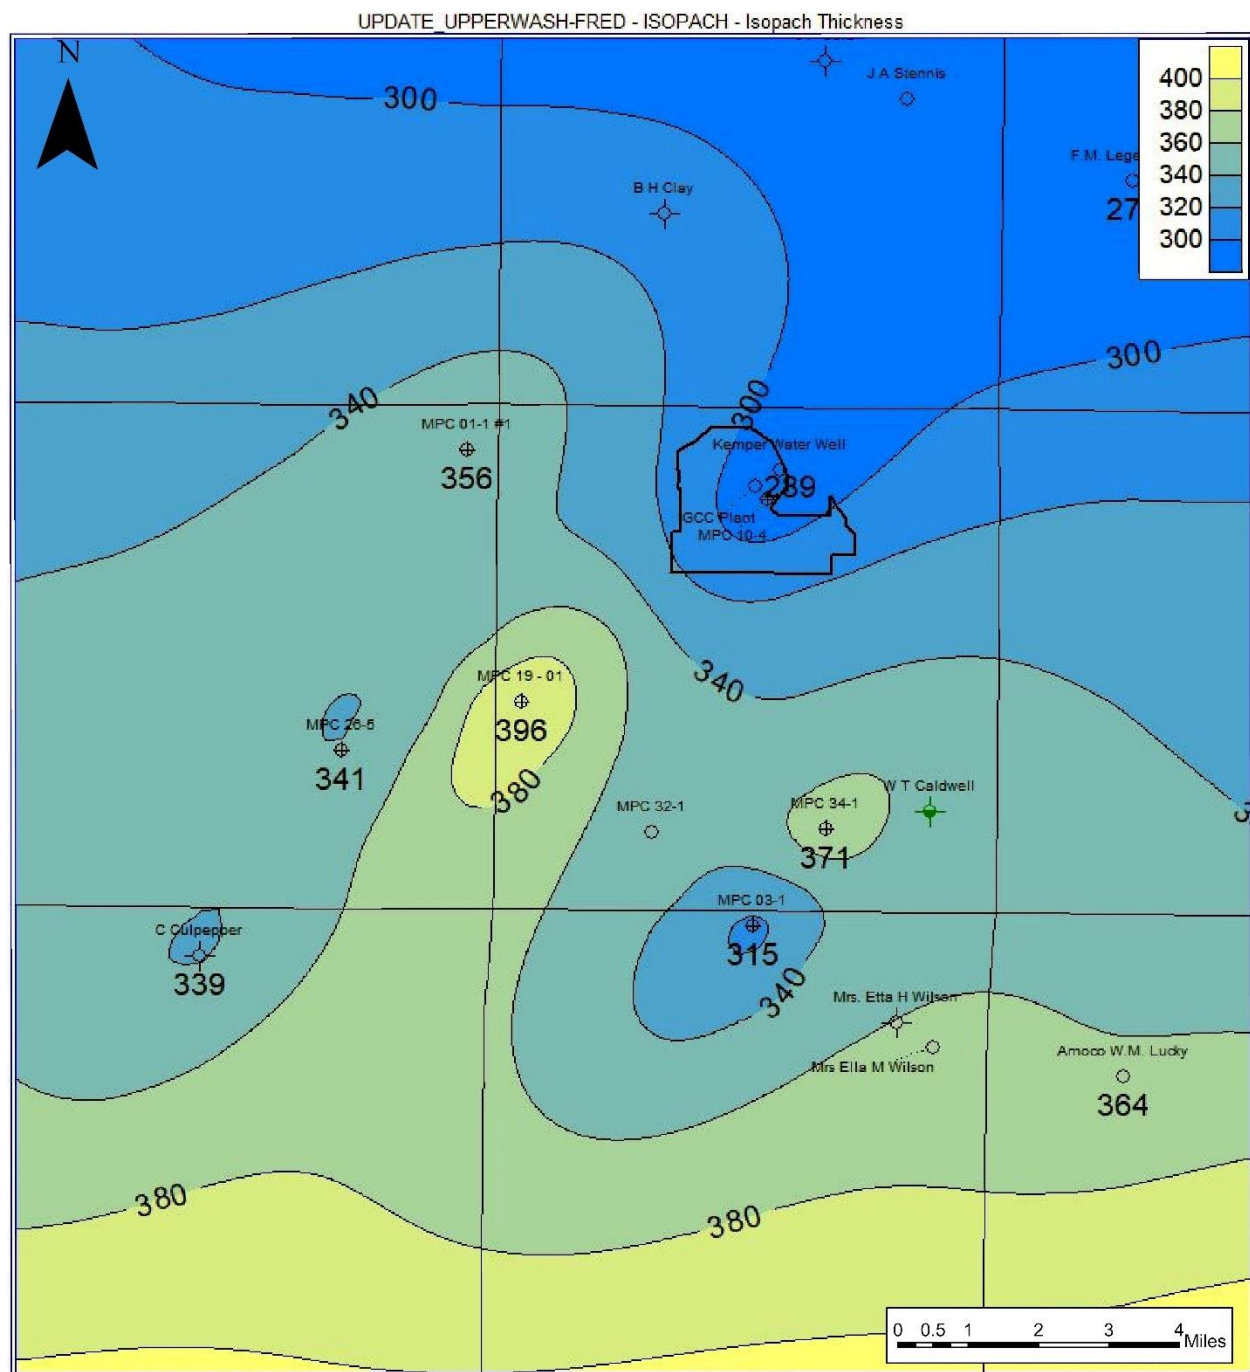 UPDATE_UPPERWASH-FRED - ISOPACH - Isopach Thickness
N
J A Stennis
400
380
360
340
320
300
300
F.M.
27
B H Clay
300
300
340
MPC 01-1 #1
356
Kemper Water Well
289
GCC Plant
MPC 10-4
340
MPC 19 - 01
396
MPC 26-5
341
380
W T Caldwell
MPC 32-1
MPC 34-1
371
MPC 03-1
315
C Culpepper
339
340
Mrs. Etta H Wilson
Mrs Ella M Wilson
Amoco W.M. Lucky
364
380
380
0 0.5 1 2 3 4 Miles